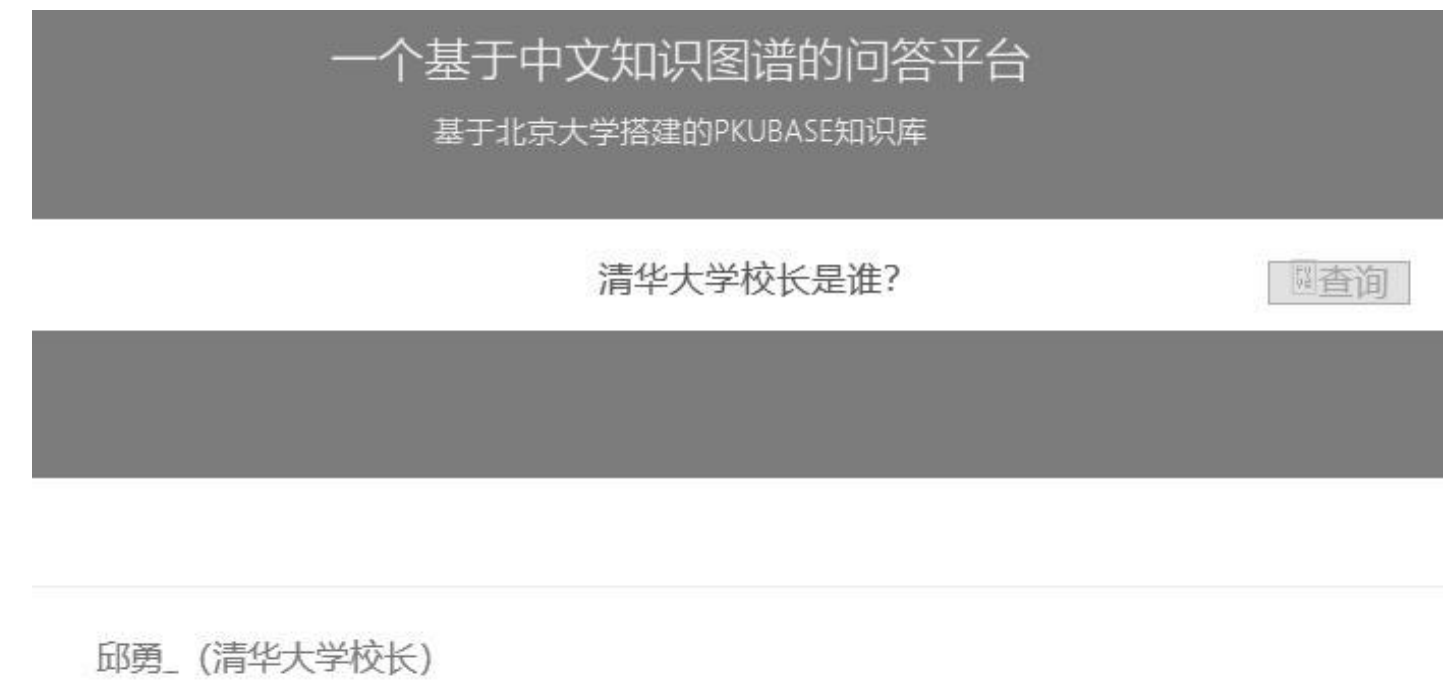 一个基于中文知识图谱的问答平台
基于北京大学搭建的PKUBASE知识库
清华大学校长是谁?
查询
邱勇_(清华大学校长)